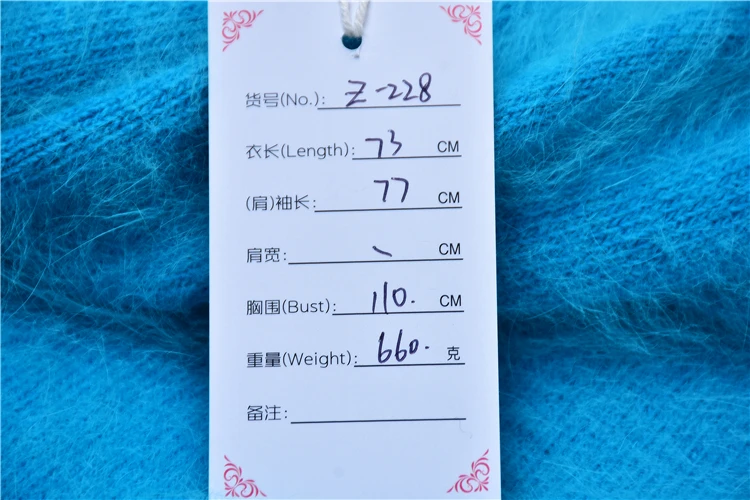 货号(No.): Z-228
衣长(Length): 73 CM
(肩)袖长: 77 CM
肩宽: - CM
胸围(Bust): 110. CM
重量(Weight): 660. 克
备注: